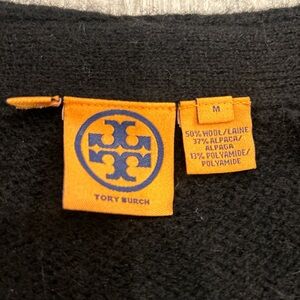 TORY BURCH
M
50% WOOL/LAINE
37% ALPACA/
ALPAGA
13% POLYAMIDE/
POLYAMIDE